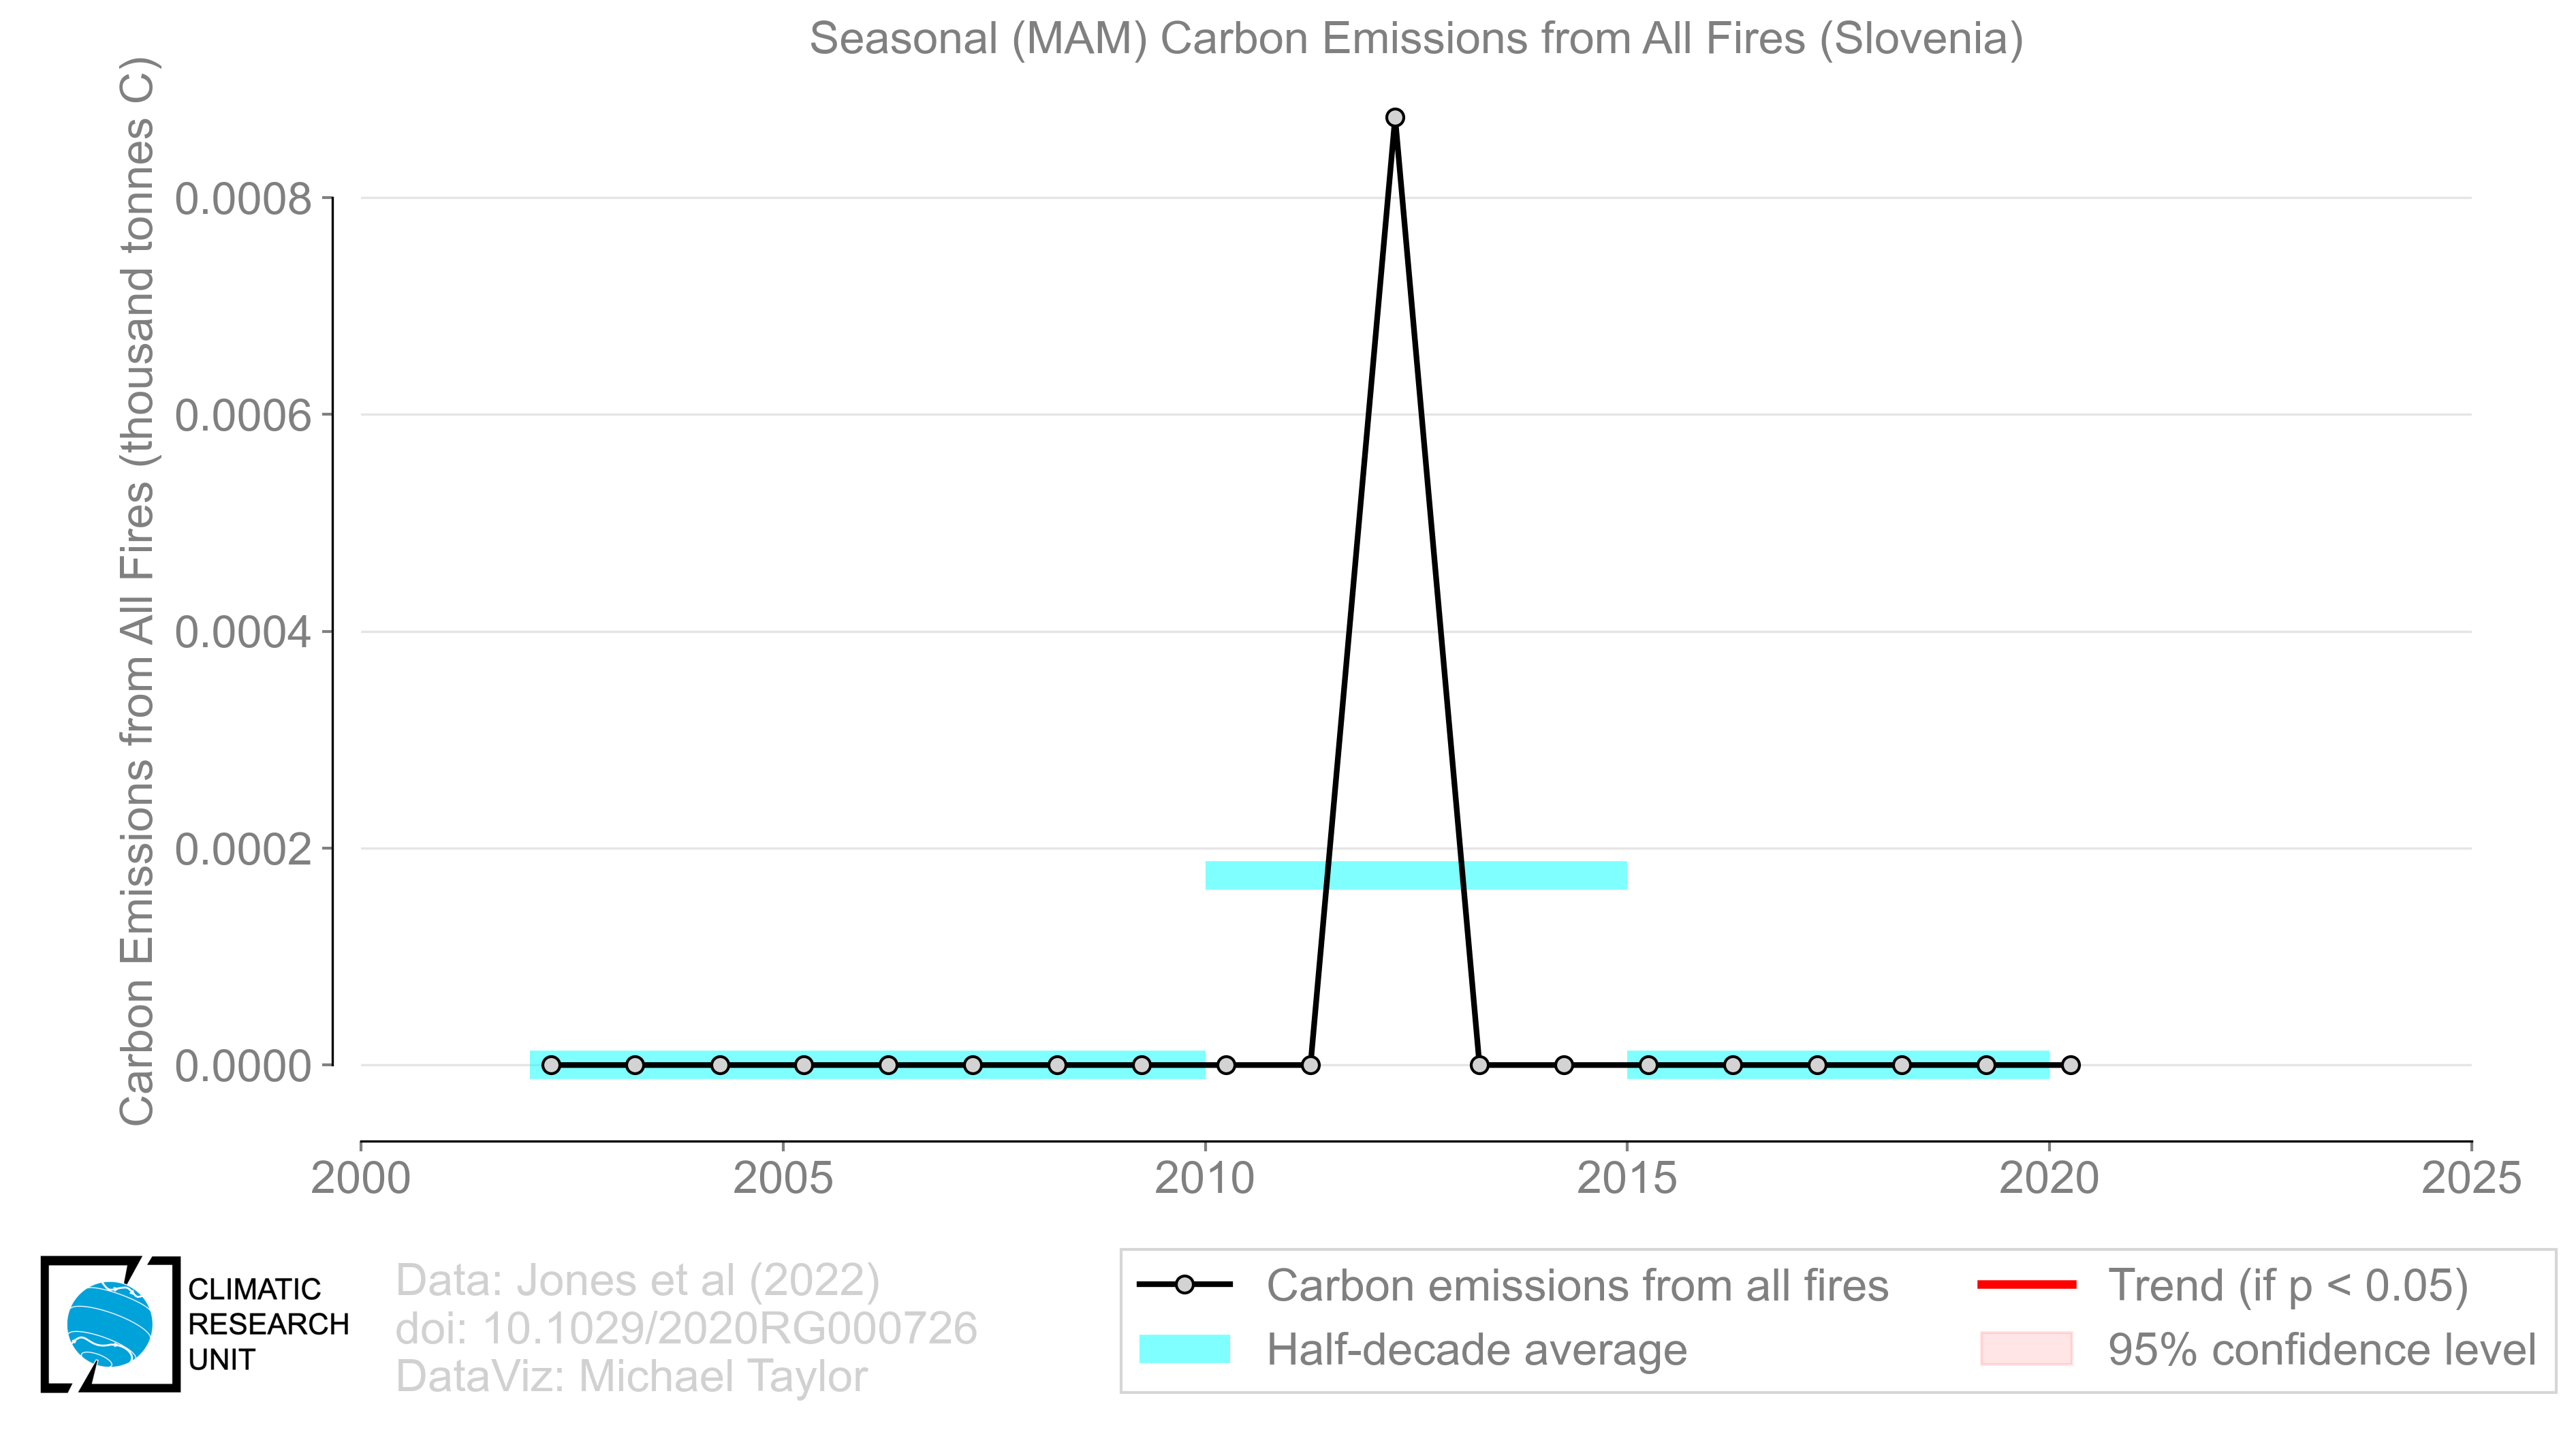 Seasonal (MAM) Carbon Emissions from All Fires (Slovenia)
Carbon Emissions from All Fires (thousand tonnes C)
0.0008
0.0006
0.0004
0.0002
0.0000
2000
2005
2010
2015
2020
2025
CLIMATIC
RESEARCH
UNIT
Data: Jones et al (2022)
doi: 10.1029/2020RG000726
DataViz: Michael Taylor
Carbon emissions from all fires
Half-decade average
Trend (if p < 0.05)
95% confidence level